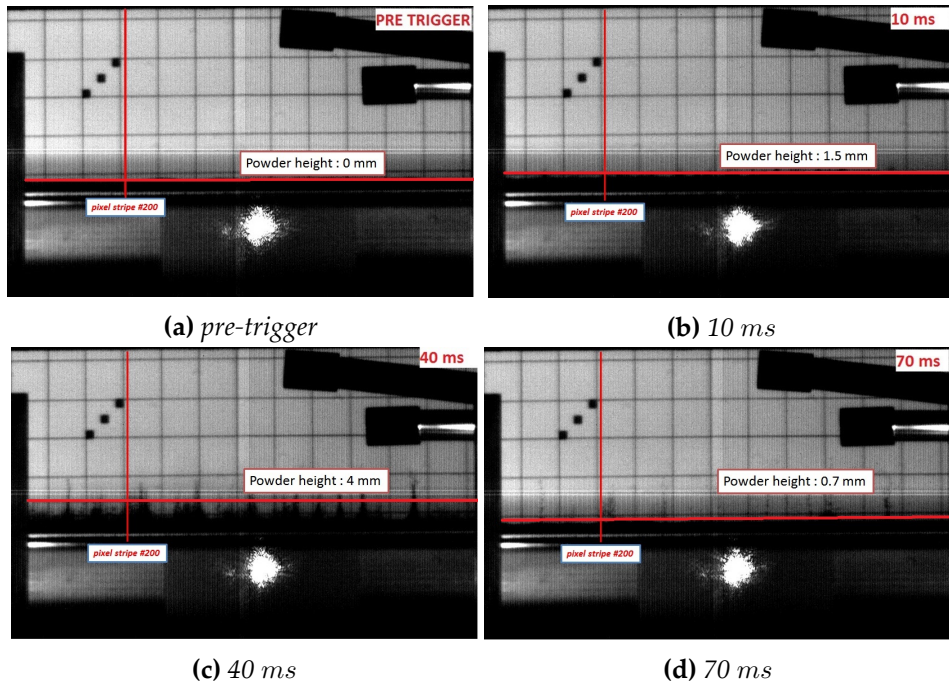 PRE TRIGGER
Powder height : 0 mm
pixel stripe #200
10 ms
Powder height : 1.5 mm
pixel stripe #200
(a) pre-trigger
(b) 10 ms
40 ms
Powder height : 4 mm
pixel stripe #200
70 ms
Powder height : 0.7 mm
pixel stripe #200
(c) 40 ms
(d) 70 ms